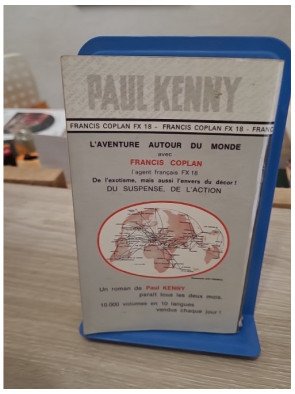 PAUL KENNY
FRANCIS COPLAN FX 18 - FRANCIS COPLAN FX 18 - FRANC
L'AVENTURE AUTOUR DU MONDE
avec
FRANCIS COPLAN
l'agent français FX 18
De l'exotisme, mais aussi l'envers du décor!
DU SUSPENSE, DE L'ACTION
Un roman de Paul KENNY
paraît tous les deux mois.
10.000 volumes en 10 langues
vendus chaque jour!